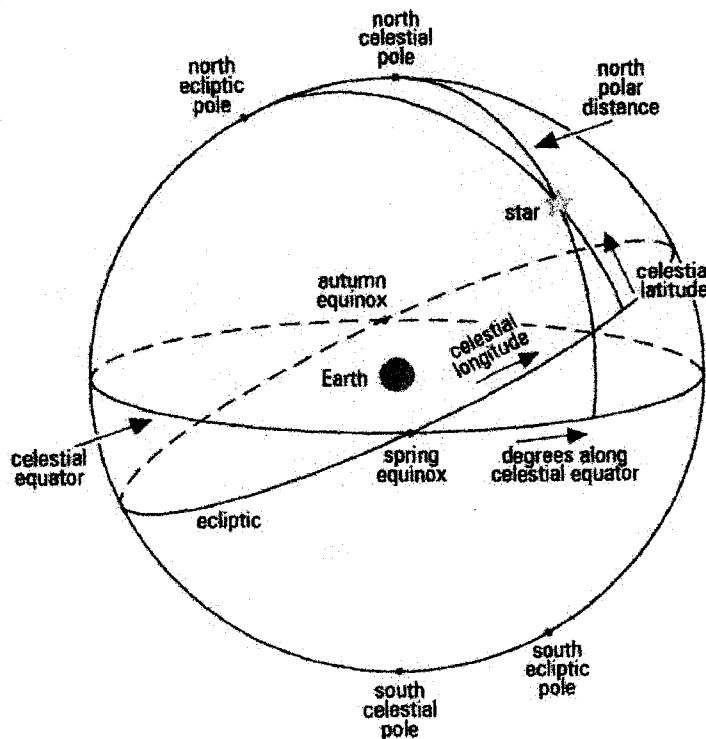 north
celestial
pole
north
ecliptic
pole
north
polar
distance
star
celestial
latitude
autumn
equinox
celestial
longitude
Earth
celestial
equator
spring
equinox
degrees along
celestial equator
ecliptic
south
ecliptic
pole
south
celestial
pole